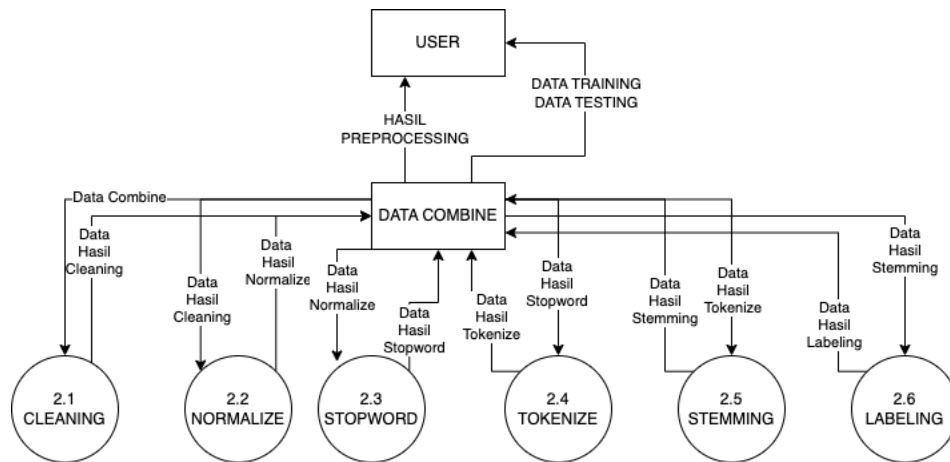 USER
DATA TRAINING
DATA TESTING
HASIL
PREPROCESSING
Data Combine
DATA COMBINE
Data
Hasil
Cleaning
Data
Hasil
Normalize
Data
Hasil
Cleaning
Data
Hasil
Normalize
Data
Hasil
Stopword
Data
Hasil
Tokenize
Data
Hasil
Stopword
Data
Hasil
Stemming
Data
Hasil
Tokenize
Data
Hasil
Labeling
Data
Hasil
Stemming
2.1
CLEANING
2.2
NORMALIZE
2.3
STOPWORD
2.4
TOKENIZE
2.5
STEMMING
2.6
LABELING